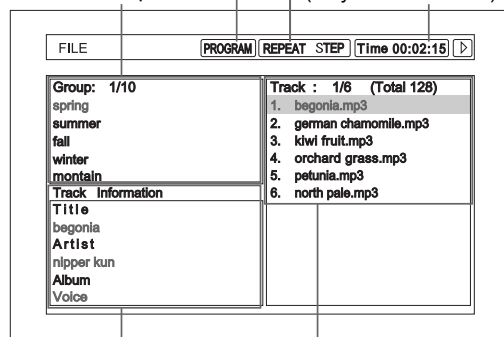 FILE PROGRAM REPEAT STEP Time 00:02:15
Group: 1/10
spring
summer
fall
winter
montain
Track Information
Title
begonia
Artist
nipper kun
Album
Voice
Track : 1/6 (Total 128)
1. begonia.mp3
2. german chamomile.mp3
3. kiwi fruit.mp3
4. orchard grass.mp3
5. petunia.mp3
6. north pale.mp3